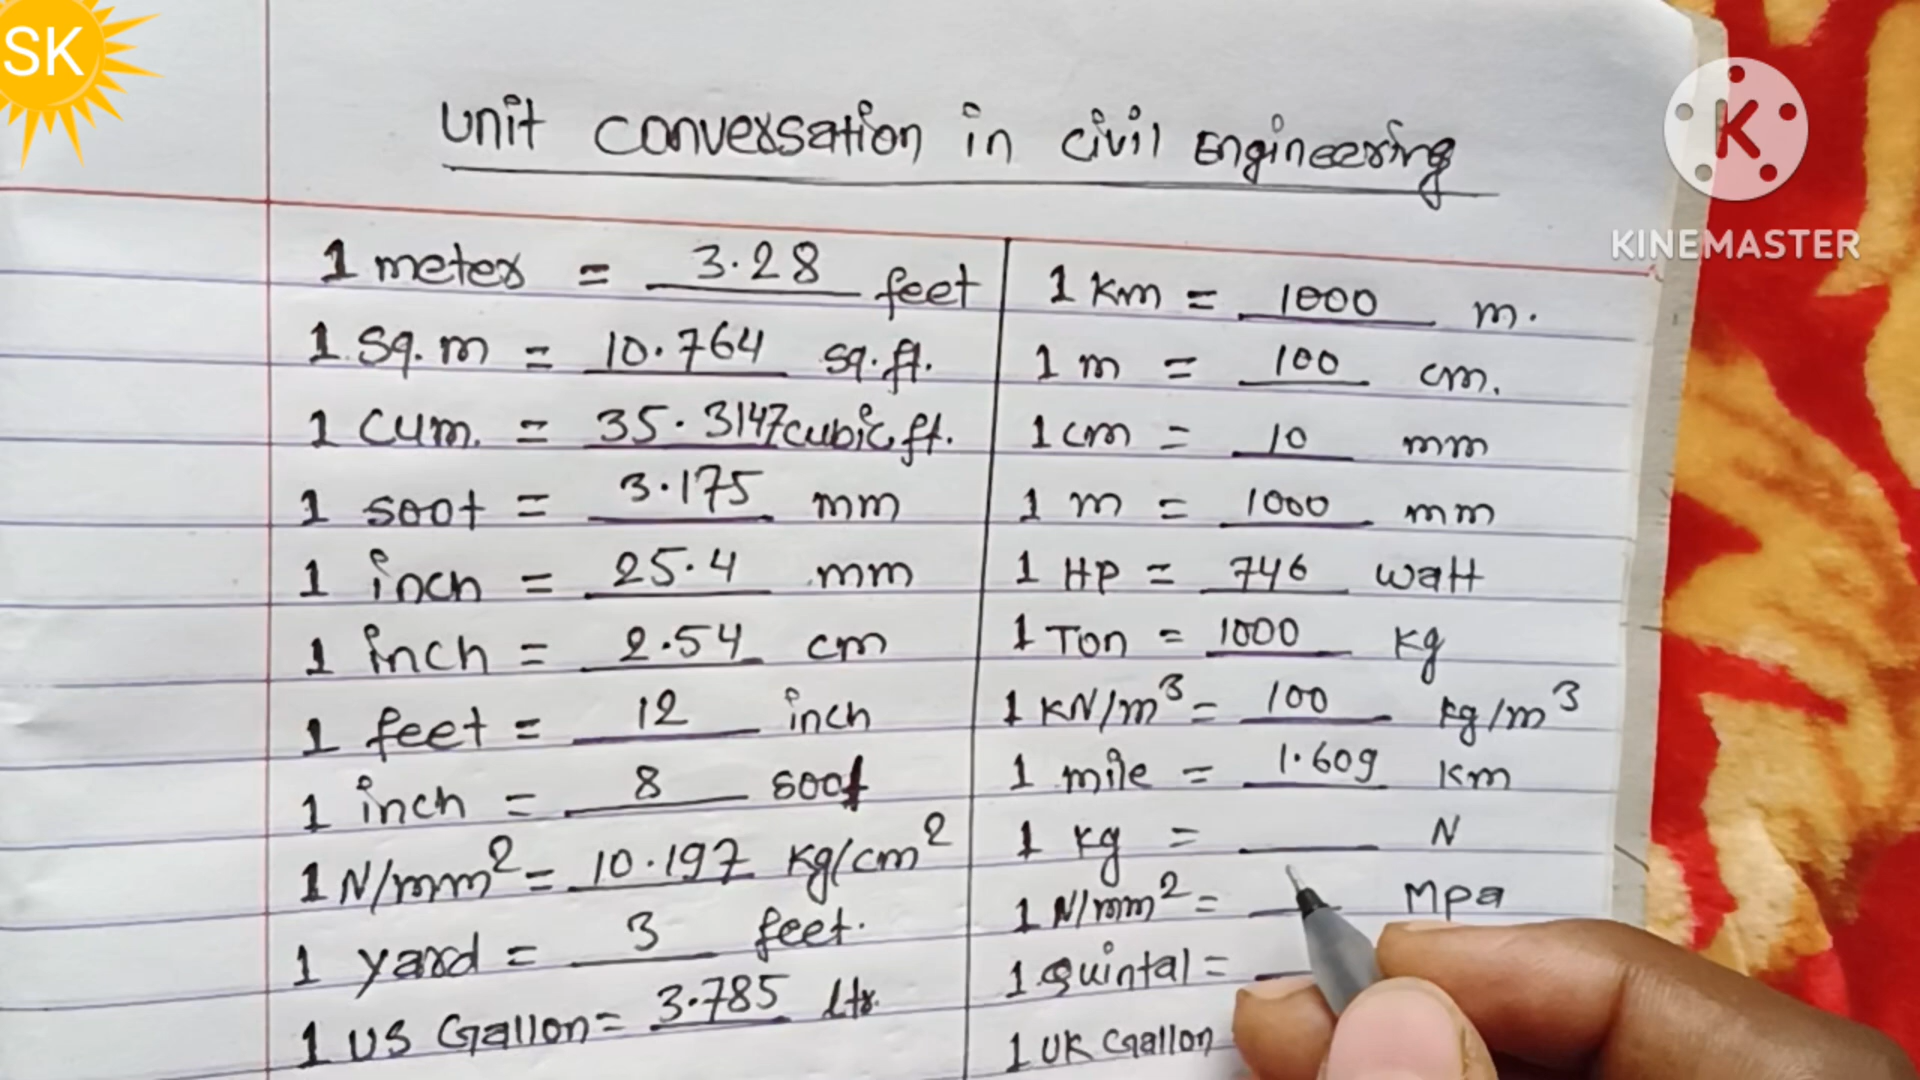 SK
KINEMASTER
Unit Conversation in Civil Engineering
1 meter = 3.28 feet
1 Sq.m = 10.764 sq.ft.
1 Cum. = 35.3147 cubic ft.
1 soot = 3.175 mm
1 inch = 25.4 mm
1 inch = 2.54 cm
1 feet = 12 inch
1 inch = 8 soot
1 N/mm² = 10.197 kg/cm²
1 yard = 3 feet.
1 US Gallon = 3.785 Ltr.
1 Km = 1000 m.
1 m = 100 cm.
1 cm = 10 mm
1 m = 1000 mm
1 HP = 746 watt
1 Ton = 1000 kg
1 KN/m³ = 100 kg/m³
1 mile = 1.609 Km
1 kg = ____ N
1 N/mm² = ____ Mpa
1 Quintal = __
1 UK Gallon